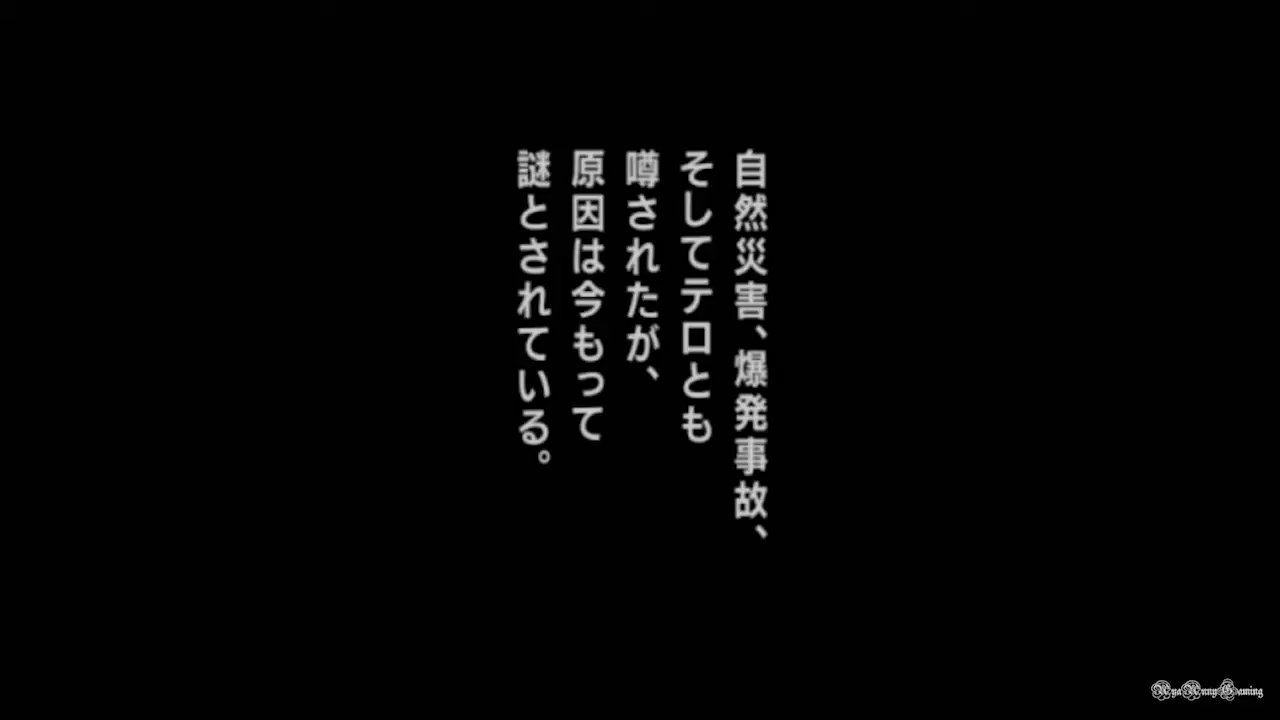 自然災害、爆発事故、
そしてテロとも
噂されたが、
原因は今もって
謎とされている。